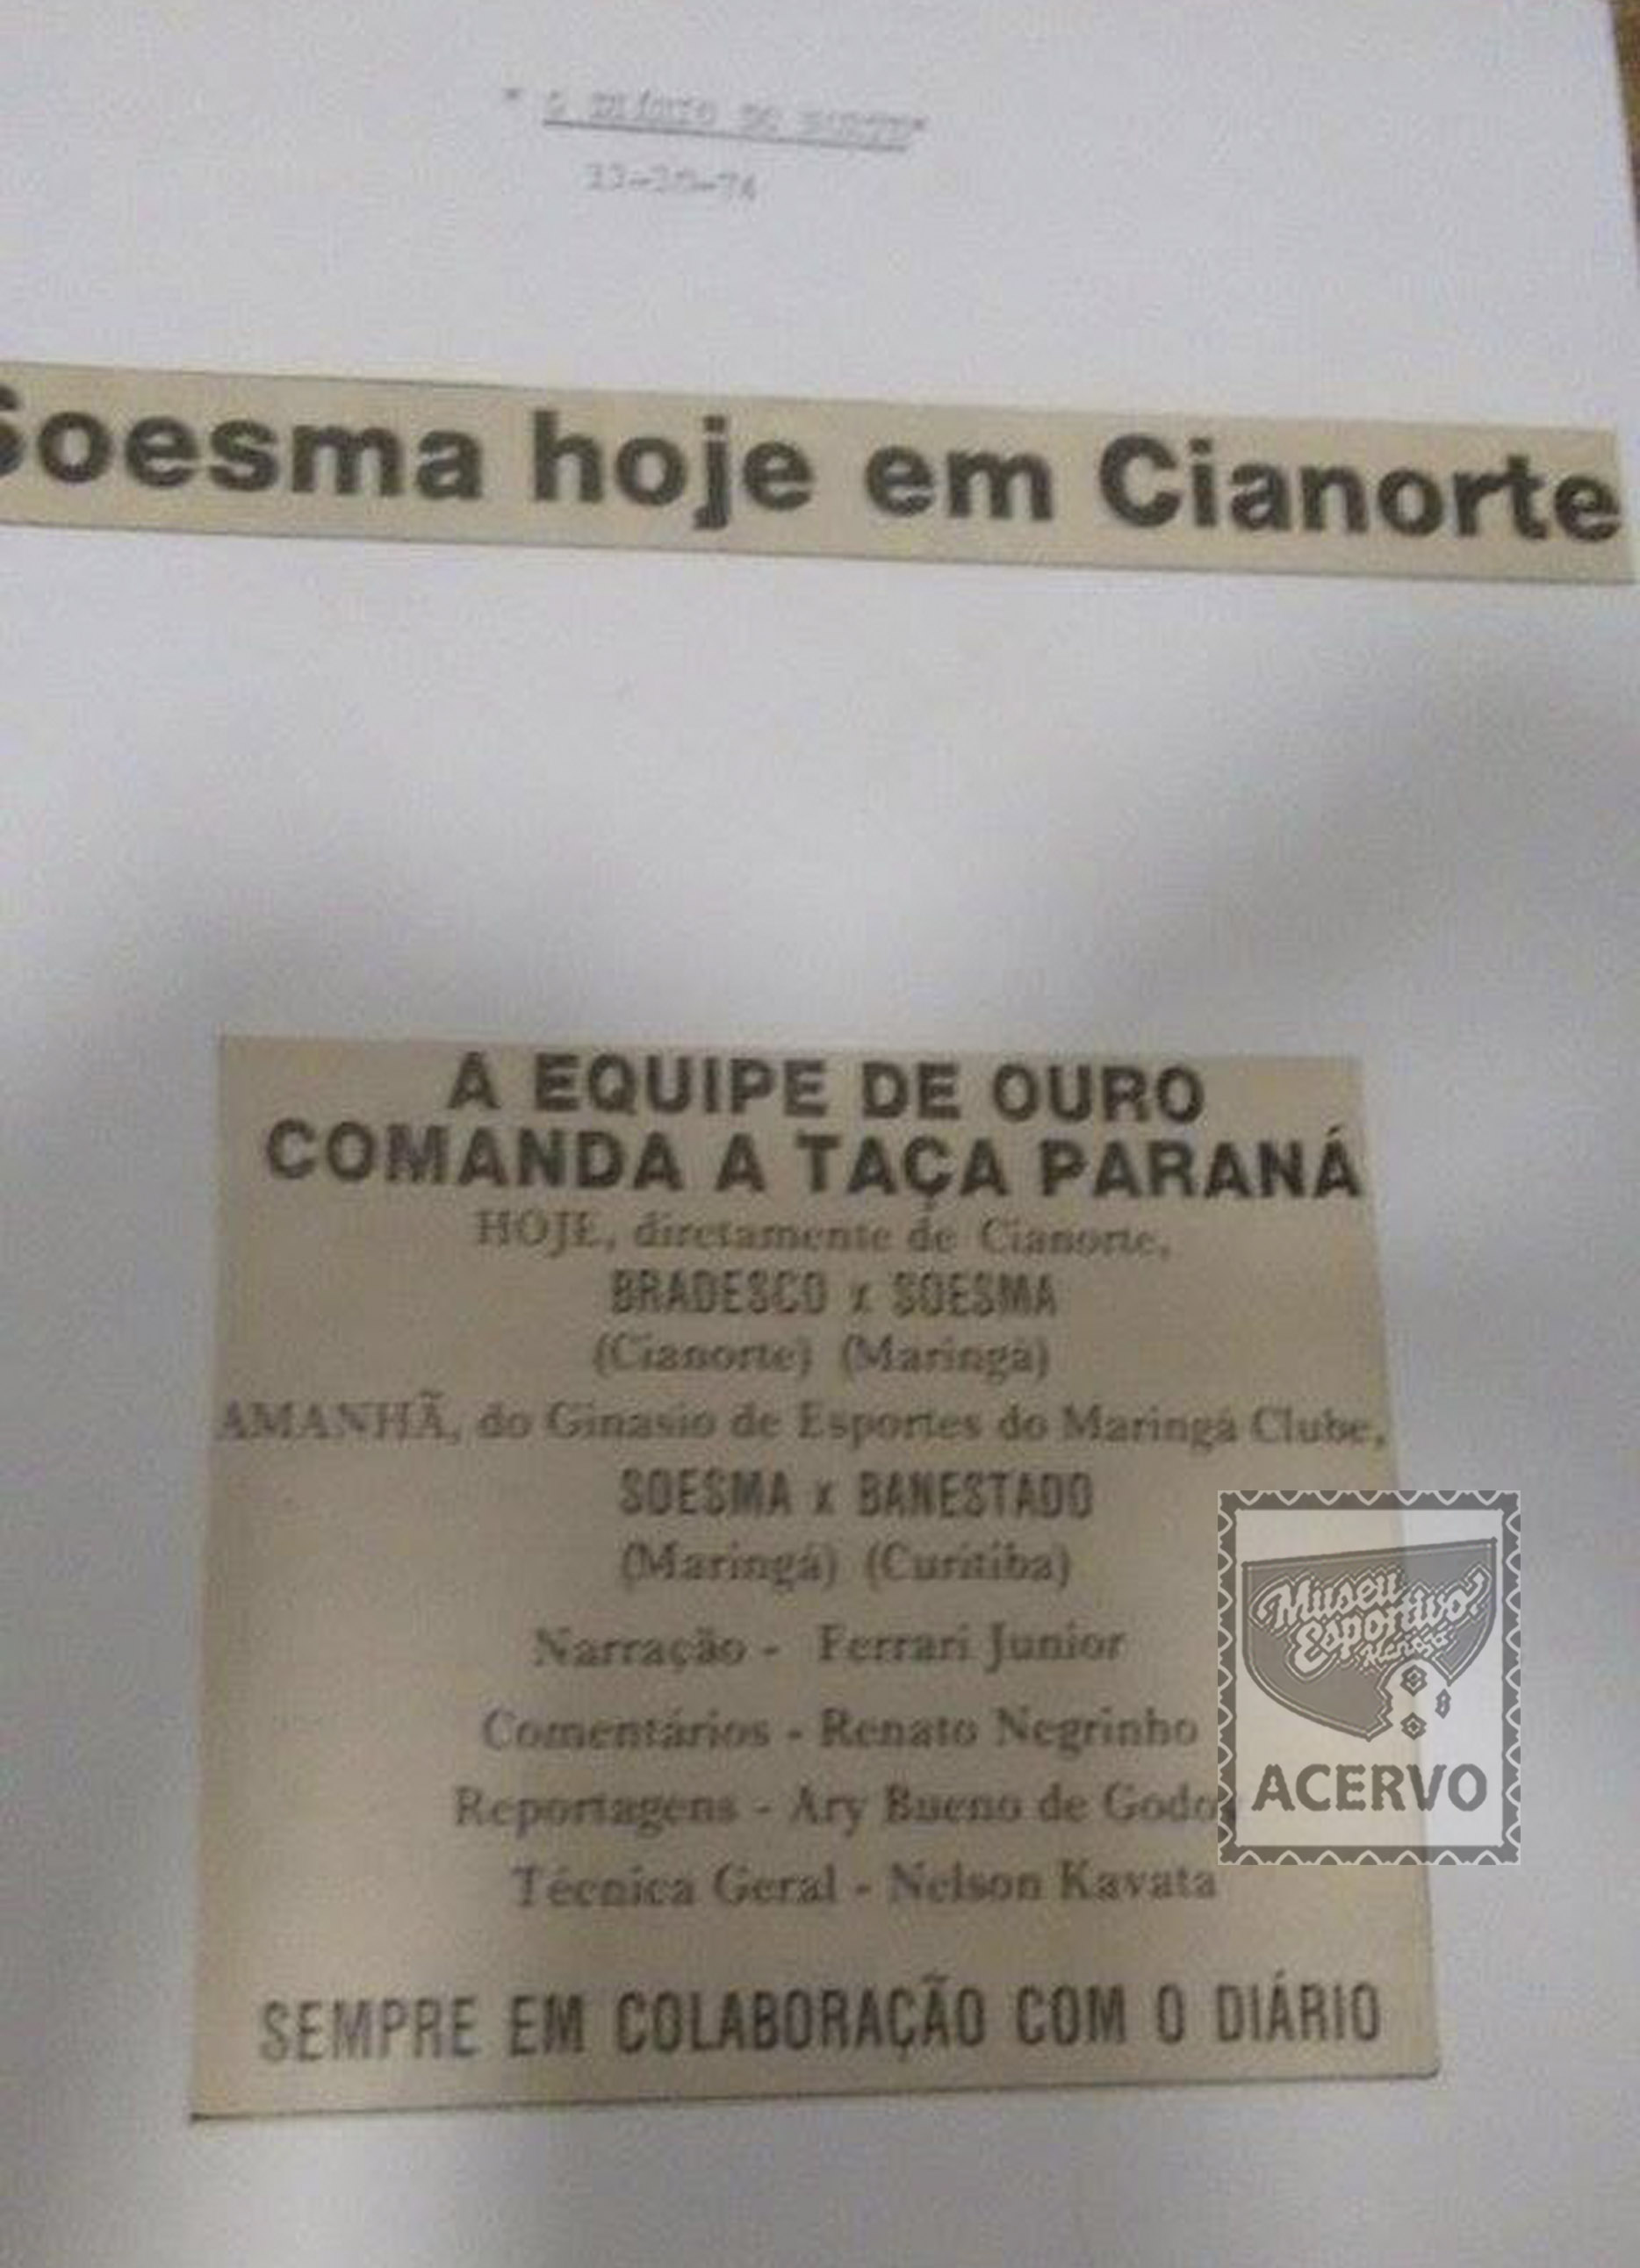 Soesma hoje em Cianorte
A EQUIPE DE OURO
COMANDA A TAÇA PARANÁ
HOJE, diretamente de Cianorte,
BRADESCO x SOESMA
(Cianorte) (Maringá)
AMANHÃ, do Ginasio de Esportes do Maringá Clube,
SOESMA x BANESTADO
(Maringá) (Curitiba)
Narração - Ferrari Junior
Comentários - Renato Negrinho
Reportagens - Ary Bueno de Godoy
Técnica Geral - Nelson Kavata
SEMPRE EM COLABORAÇÃO COM O DIÁRIO
Museu
Esportivo
Maringá
ACERVO